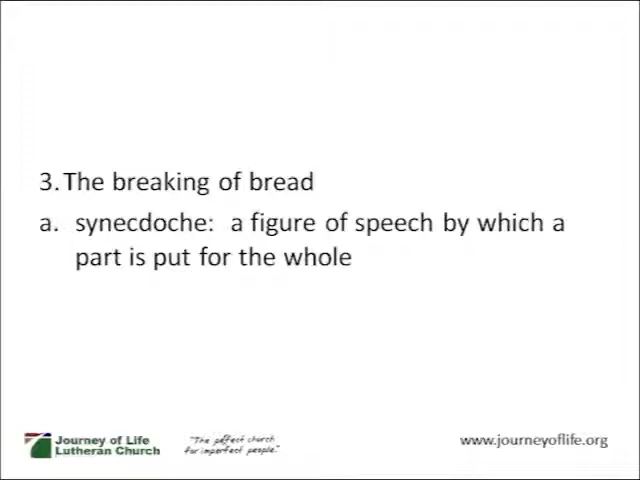 3. The breaking of bread
a. synecdoche: a figure of speech by which a
part is put for the whole
Journey of Life
Lutheran Church
"The perfect church
for imperfect people."
www.journeyoflife.org